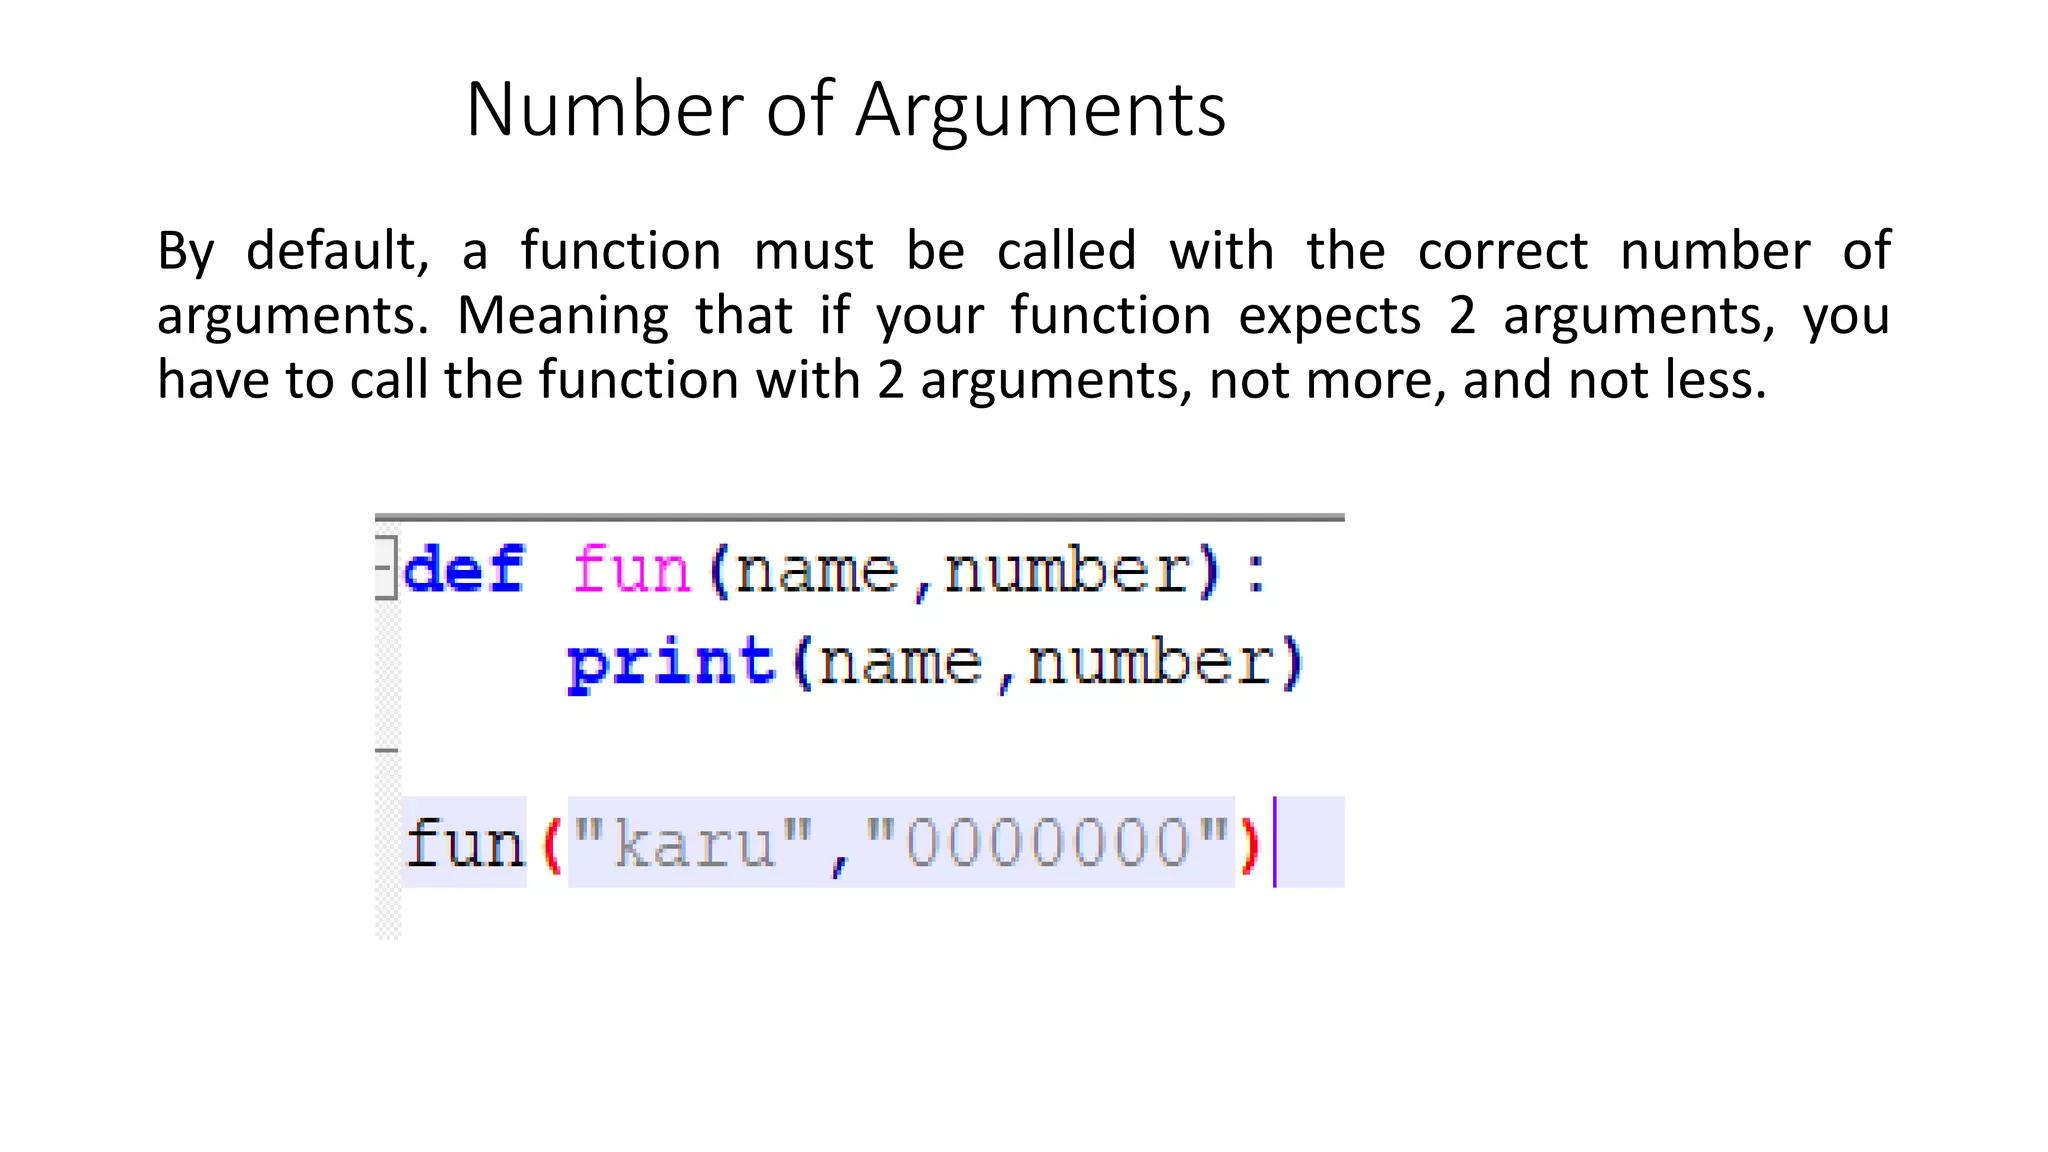 Number of Arguments
By default, a function must be called with the correct number of
arguments. Meaning that if your function expects 2 arguments, you
have to call the function with 2 arguments, not more, and not less.
def fun(name,number):
print(name,number)
fun("karu","0000000")